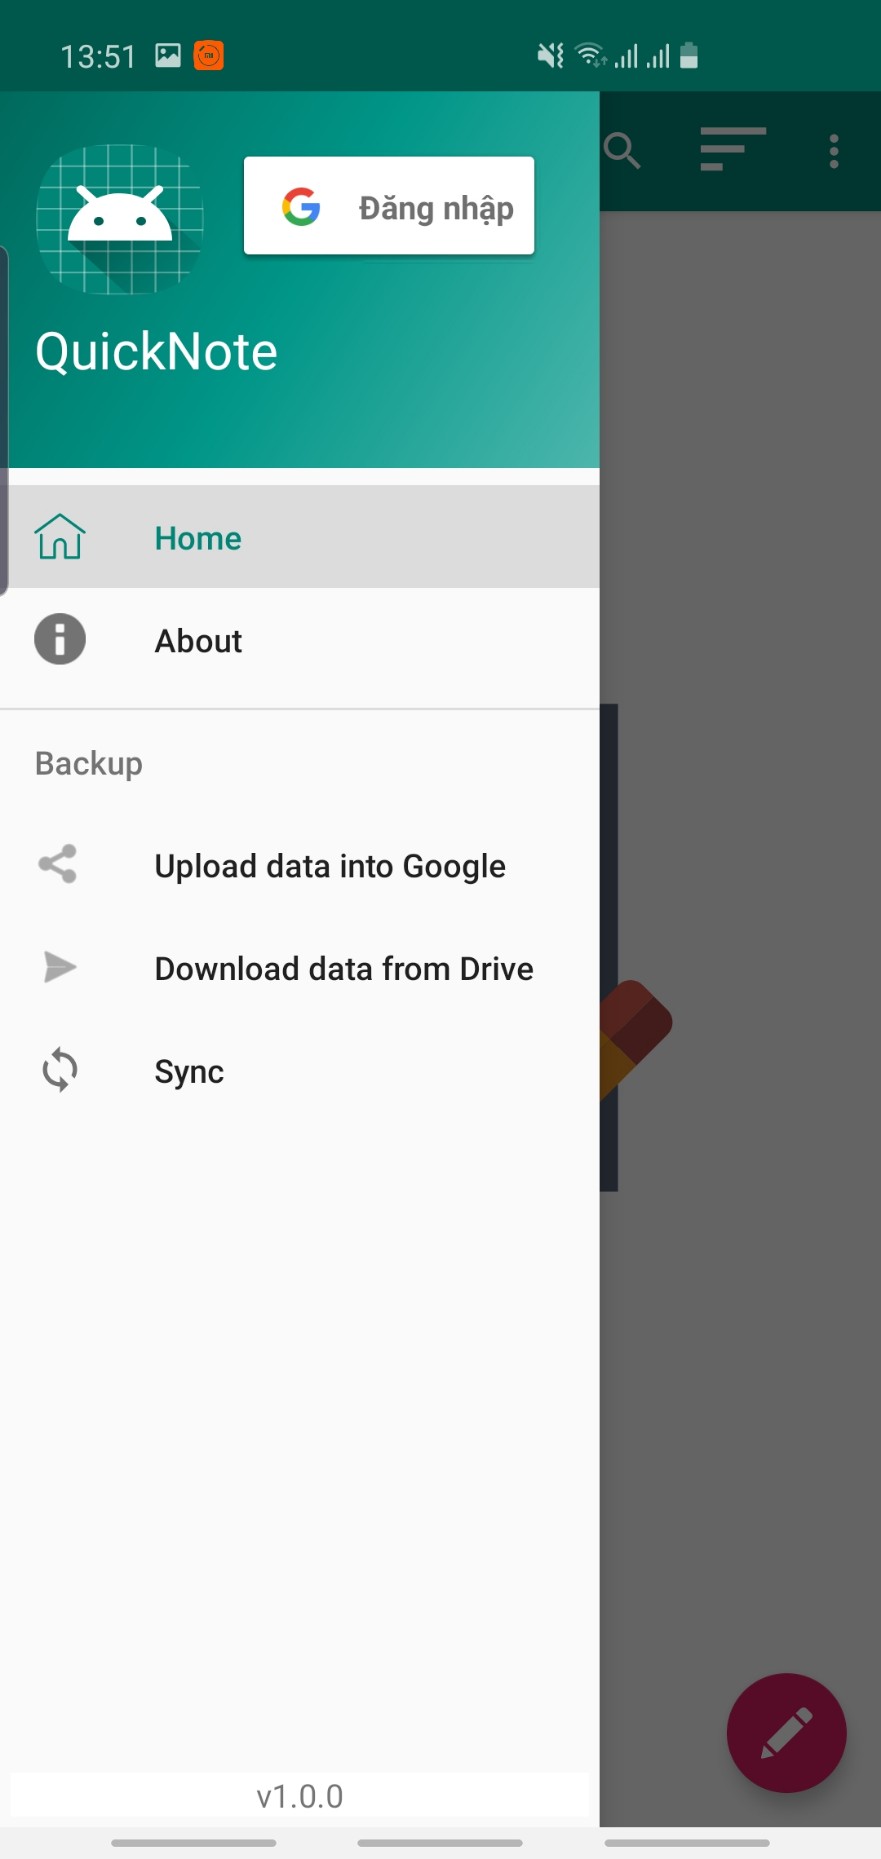 13:51
Đăng nhập
QuickNote
Home
About
Backup
Upload data into Google
Download data from Drive
Sync
v1.0.0